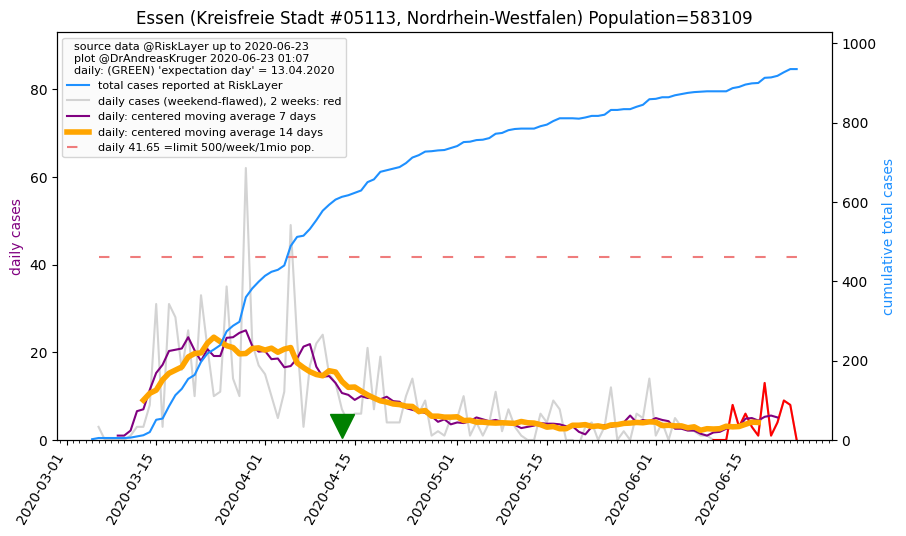 Essen (Kreisfreie Stadt #05113, Nordrhein-Westfalen) Population=583109
source data @RiskLayer up to 2020-06-23
plot @DrAndreasKruger 2020-06-23 01:07
daily: (GREEN) 'expectation day' = 13.04.2020
total cases reported at RiskLayer
daily cases (weekend-flawed), 2 weeks: red
daily: centered moving average 7 days
daily: centered moving average 14 days
daily 41.65 =limit 500/week/1mio pop.
daily cases
80
60
40
20
0
cumulative total cases
1000
800
600
400
200
0
2020-03-01
2020-03-15
2020-04-01
2020-04-15
2020-05-01
2020-05-15
2020-06-01
2020-06-15